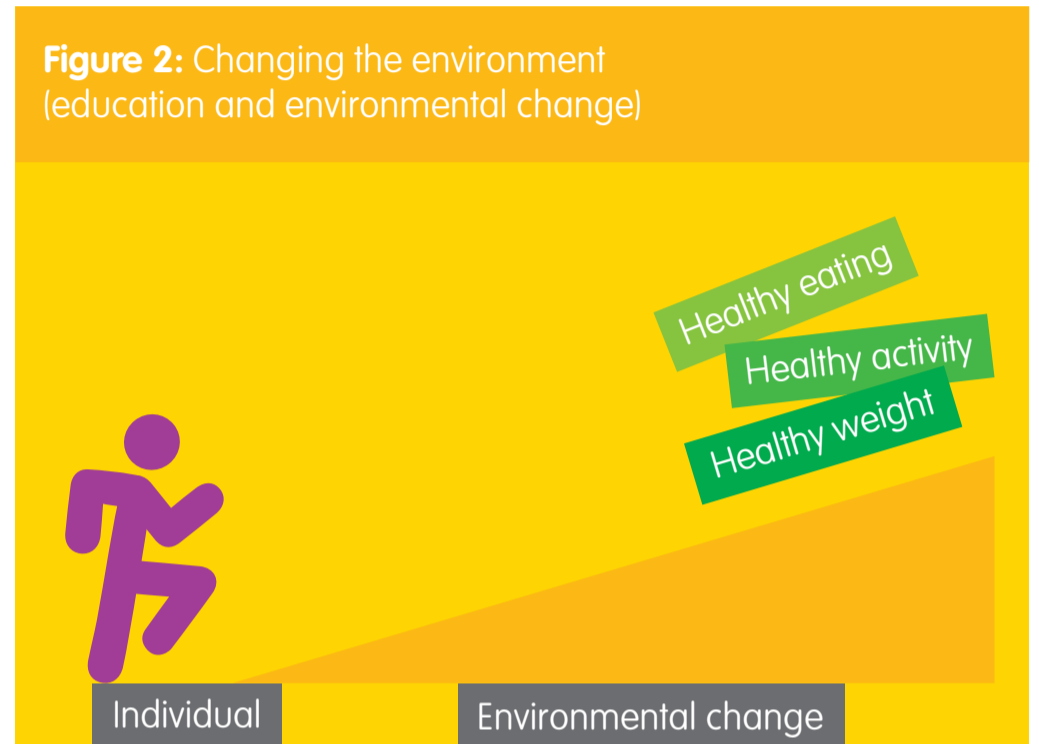 Figure 2: Changing the environment
(education and environmental change)
Healthy eating
Healthy activity
Healthy weight
Individual
Environmental change